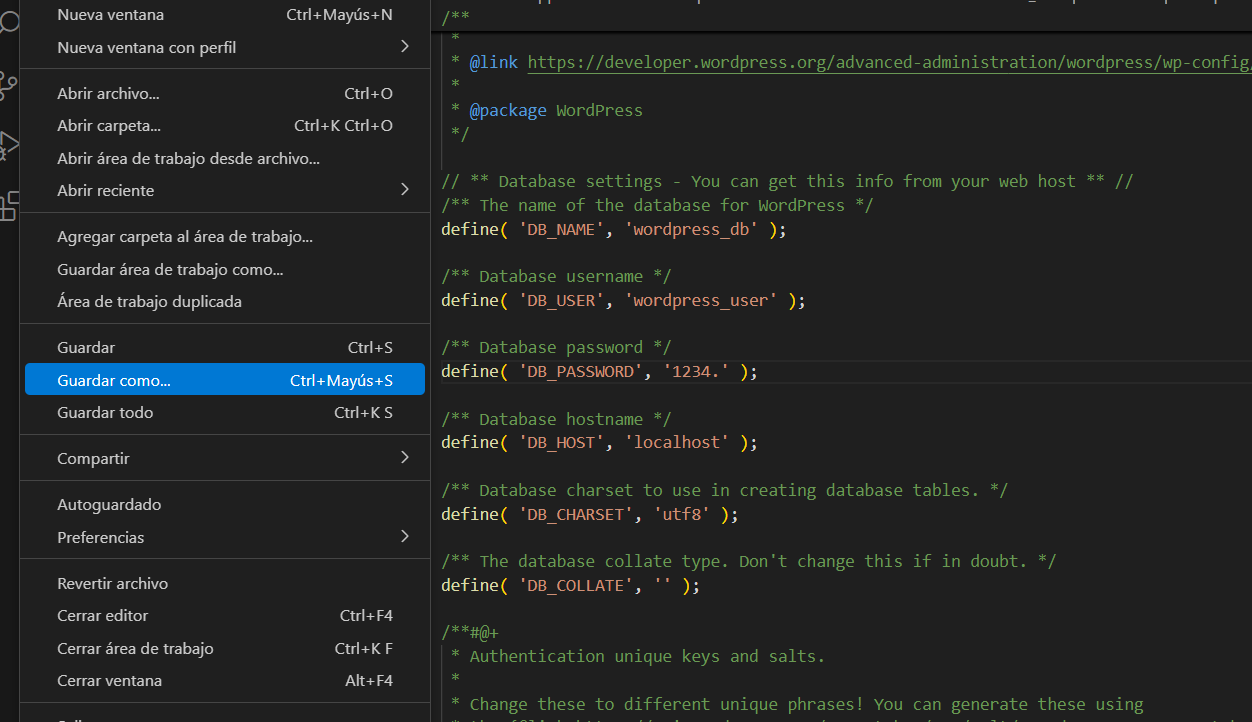 Nueva ventana Ctrl+Mayús+N
Nueva ventana con perfil
Abrir archivo... Ctrl+O
Abrir carpeta... Ctrl+K Ctrl+O
Abrir área de trabajo desde archivo...
Abrir reciente
Agregar carpeta al área de trabajo...
Guardar área de trabajo como...
Área de trabajo duplicada
Guardar Ctrl+S
Guardar como... Ctrl+Mayús+S
Guardar todo Ctrl+K S
Compartir
Autoguardado
Preferencias
Revertir archivo
Cerrar editor Ctrl+F4
Cerrar área de trabajo Ctrl+K F
Cerrar ventana Alt+F4
/**
*
* @link https://developer.wordpress.org/advanced-administration/wordpress/wp-config/
*
* @package WordPress
*/
// ** Database settings - You can get this info from your web host ** //
/** The name of the database for WordPress */
define( 'DB_NAME', 'wordpress_db' );
/** Database username */
define( 'DB_USER', 'wordpress_user' );
/** Database password */
define( 'DB_PASSWORD', '1234.' );
/** Database hostname */
define( 'DB_HOST', 'localhost' );
/** Database charset to use in creating database tables. */
define( 'DB_CHARSET', 'utf8' );
/** The database collate type. Don't change this if in doubt. */
define( 'DB_COLLATE', '' );
/**#@+
* Authentication unique keys and salts.
*
* Change these to different unique phrases! You can generate these using